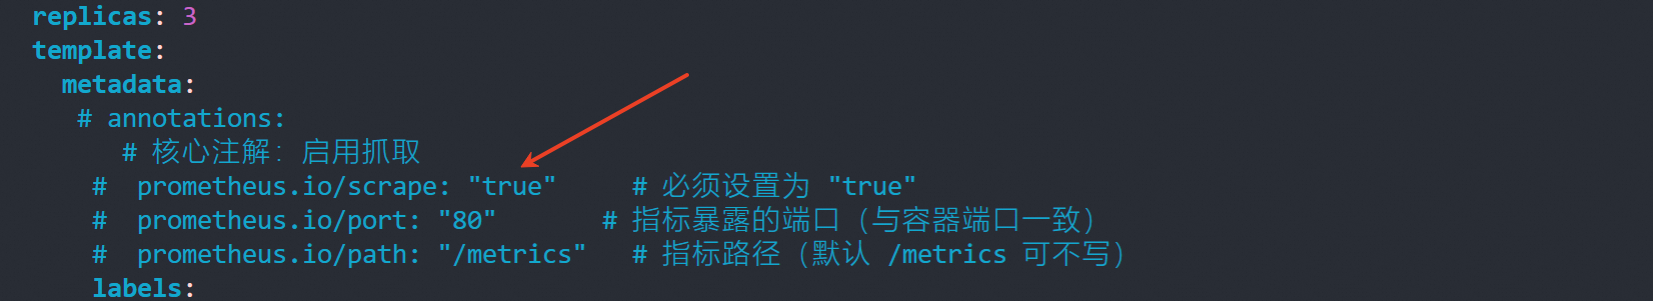 replicas: 3
template:
metadata:
# annotations:
# 核心注解：启用抓取
# prometheus.io/scrape: "true" # 必须设置为 "true"
# prometheus.io/port: "80" # 指标暴露的端口（与容器端口一致）
# prometheus.io/path: "/metrics" # 指标路径（默认 /metrics 可不写）
labels: